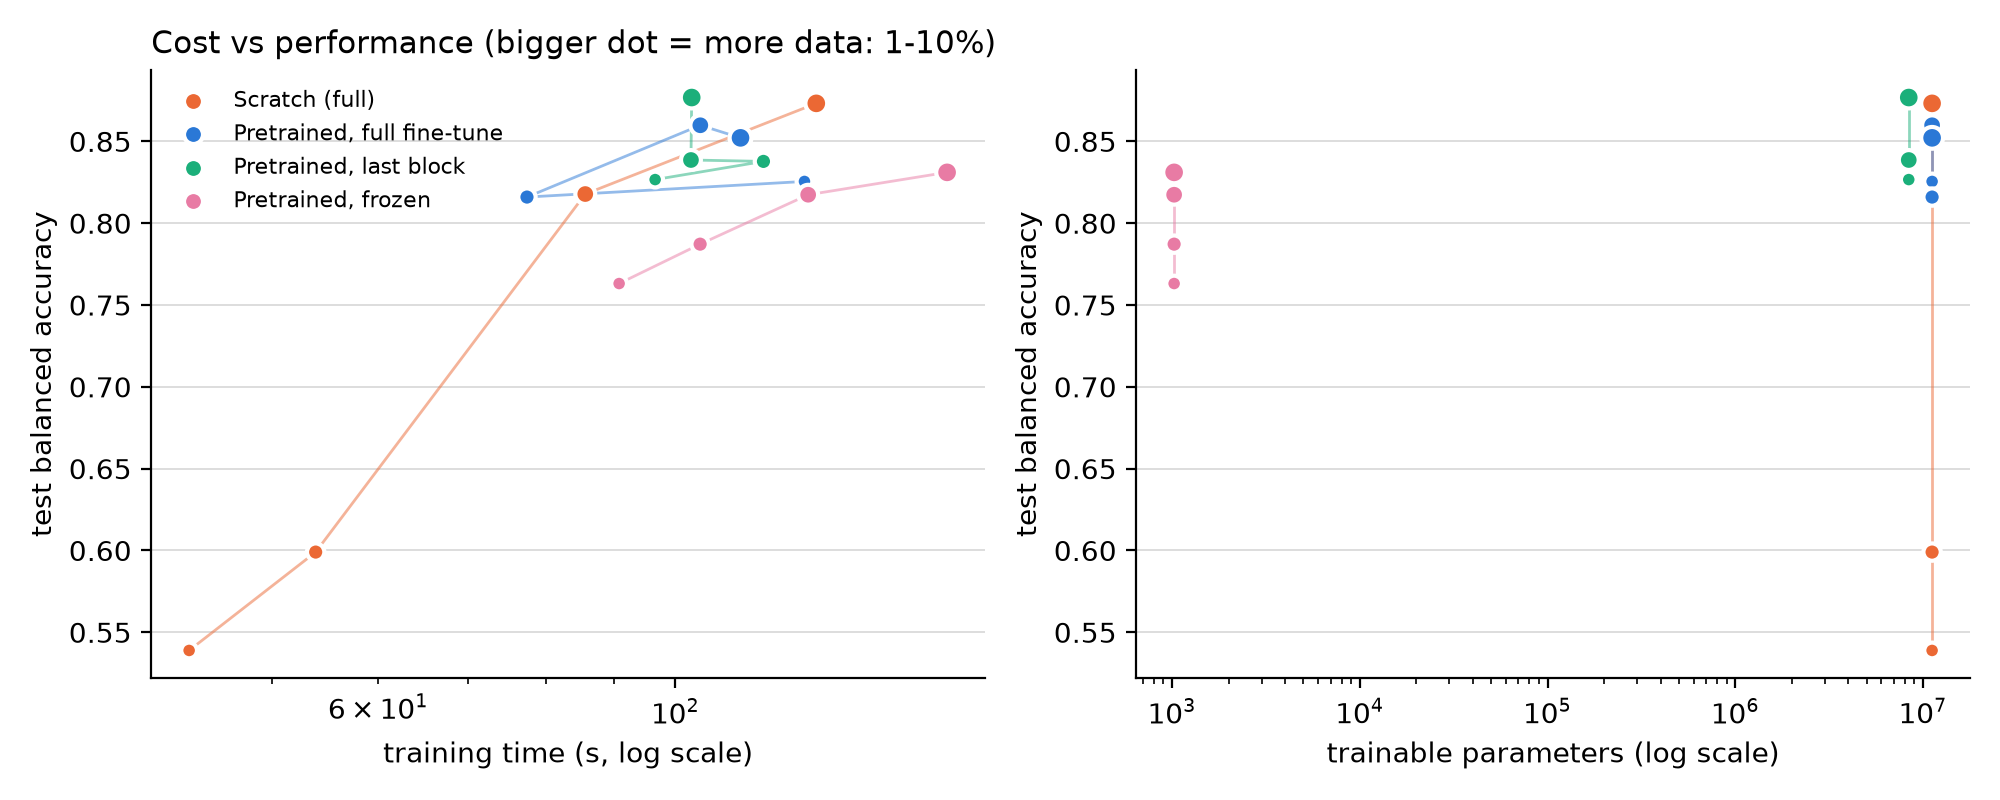 Cost vs performance (bigger dot = more data: 1-10%)
Scratch (full)
Pretrained, full fine-tune
Pretrained, last block
Pretrained, frozen
test balanced accuracy
0.85
0.80
0.75
0.70
0.65
0.60
0.55
6 × 10¹
10²
training time (s, log scale)
test balanced accuracy
0.85
0.80
0.75
0.70
0.65
0.60
0.55
10³
10⁴
10⁵
10⁶
10⁷
trainable parameters (log scale)